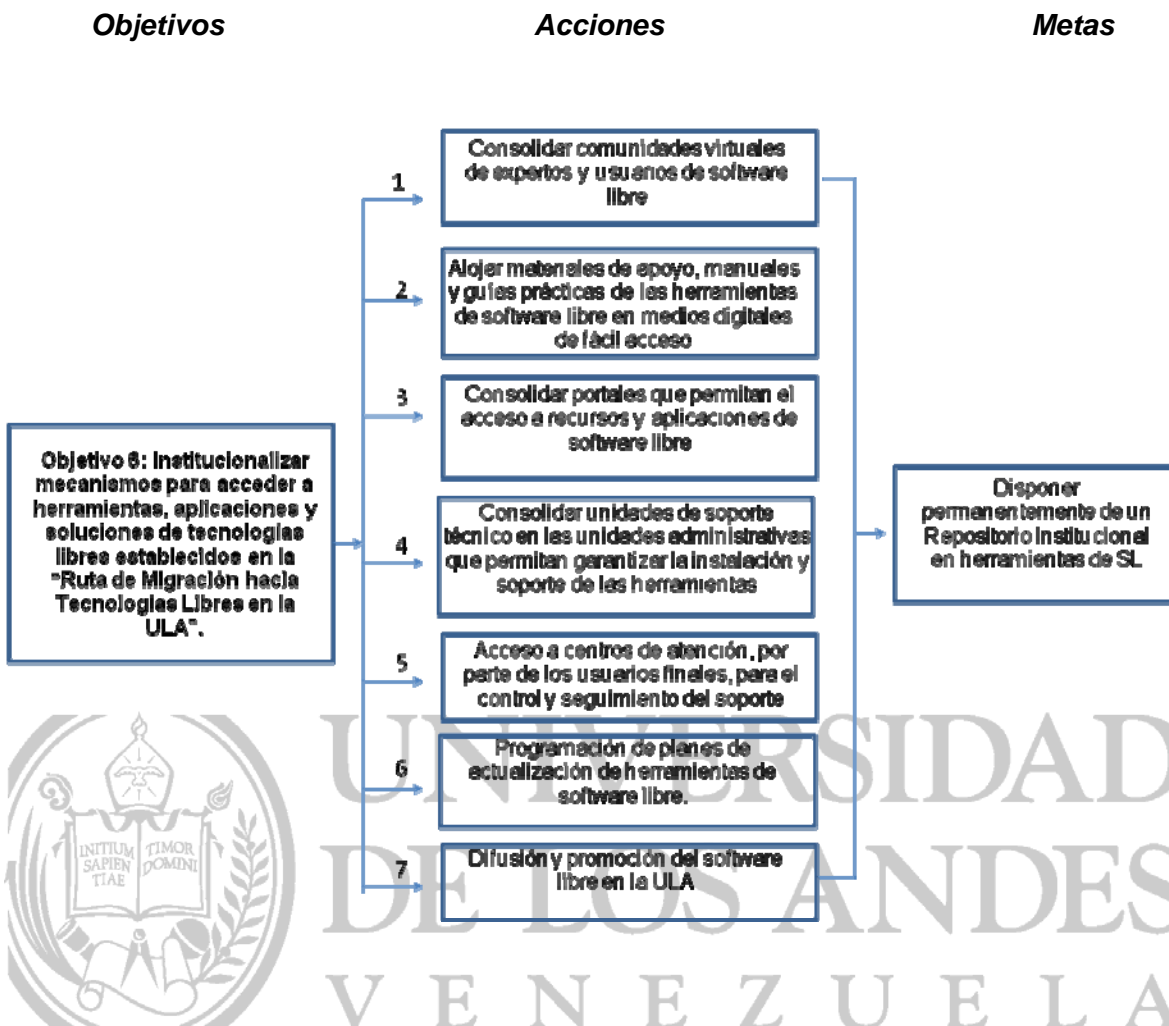 Objetivos Acciones Metas
1
Consolidar comunidades virtuales
de expertos y usuarios de software
libre
2
Alojar materiales de apoyo, manuales
y guías prácticas de las herramientas
de software libre en medios digitales
de fácil acceso
3
Consolidar portales que permitan el
acceso a recursos y aplicaciones de
software libre
Objetivo 6: Institucionalizar
mecanismos para acceder a
herramientas, aplicaciones y
soluciones de tecnologías
libres establecidos en la
"Ruta de Migración hacia
Tecnologías Libres en la
ULA".
4
Consolidar unidades de soporte
técnico en las unidades administrativas
que permitan garantizar la instalación y
soporte de las herramientas
Disponer
permanentemente de un
Repositorio Institucional
en herramientas de SL
5
Acceso a centros de atención, por
parte de los usuarios finales, para el
control y seguimiento del soporte
6
Programación de planes de
actualización de herramientas de
software libre.
7
Difusión y promoción del software
libre en la ULA
INITIUM
SAPIEN
TIAE
TIMOR
DOMINI
UNIVERSIDAD
DE LOS ANDES
VENEZUELA